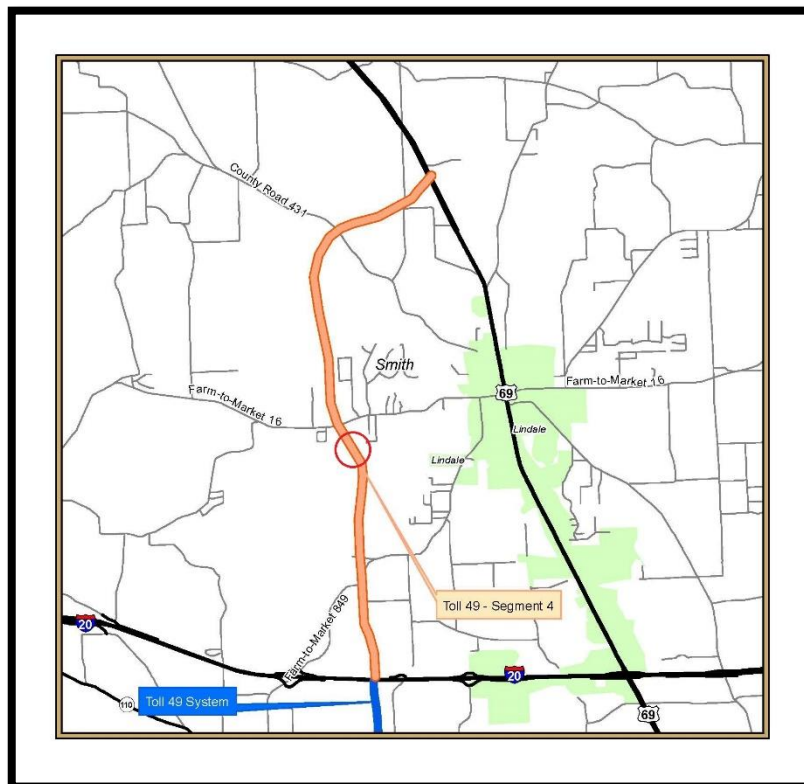 County Road 431
Smith
Farm-to-Market 16
Farm-to-Market 16
69
Lindale
Lindale
Toll 49 - Segment 4
Farm-to-Market 849
20
20
Toll 49 System
110
69